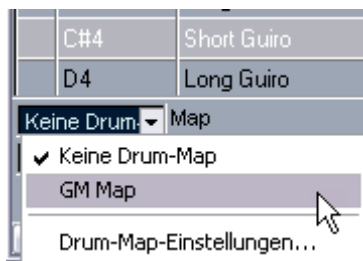 C#4 Short Guiro
D4 Long Guiro
Keine Drum- Map
Keine Drum-Map
GM Map
Drum-Map-Einstellungen...